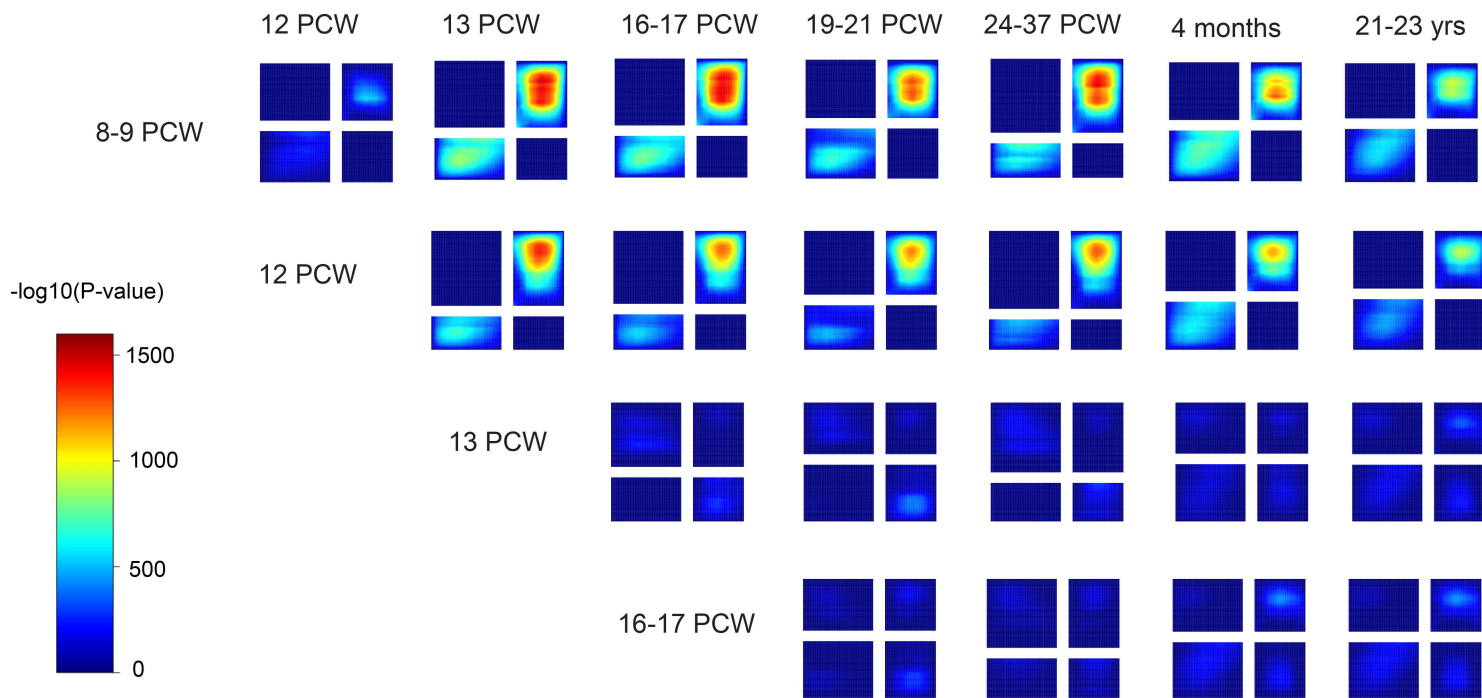 12 PCW 13 PCW 16-17 PCW 19-21 PCW 24-37 PCW 4 months 21-23 yrs
8-9 PCW
12 PCW
-log10(P-value)
1500
13 PCW
1000
500
16-17 PCW
0